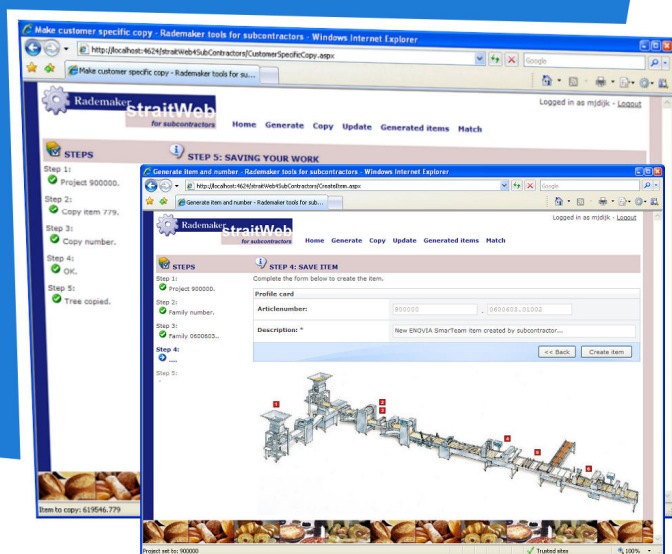 Make customer specific copy - Rademaker tools for subcontractors - Windows Internet Explorer
http://localhost:4624/straitWeb4SubContractors/CustomerSpecificCopy.aspx
Google
Make customer specific copy - Rademaker tools for su...
Logged in as mjdijk - Logout
Rademaker
straitWeb
for subcontractors
Home Generate Copy Update Generated items Match
STEPS
STEP 5: SAVING YOUR WORK
Step 1:
Project 900000.
Step 2:
Copy item 779.
Step 3:
Copy number.
Step 4:
OK.
Step 5:
Tree copied.
Item to copy: 619546.779
Generate item and number - Rademaker tools for subcontractors - Windows Internet Explorer
http://localhost:4624/straitWeb4SubContractors/CreateItem.aspx
Google
Generate item and number - Rademaker tools for sub...
Logged in as mjdijk - Logout
Rademaker
straitWeb
for subcontractors
Home Generate Copy Update Generated items Match
STEPS
STEP 4: SAVE ITEM
Step 1:
Project 900000.
Step 2:
Family number.
Step 3:
Family 0600603...
Step 4:
....
Step 5:
-
Complete the form below to create the item.
Profile card
Articlenumber: 900000 . 0600603.01002
Description: * New ENOVIA SmarTeam item created by subcontractor...
<< Back Create item
1
2
3
4
5
6
Project set to: 900000
Trusted sites
100%